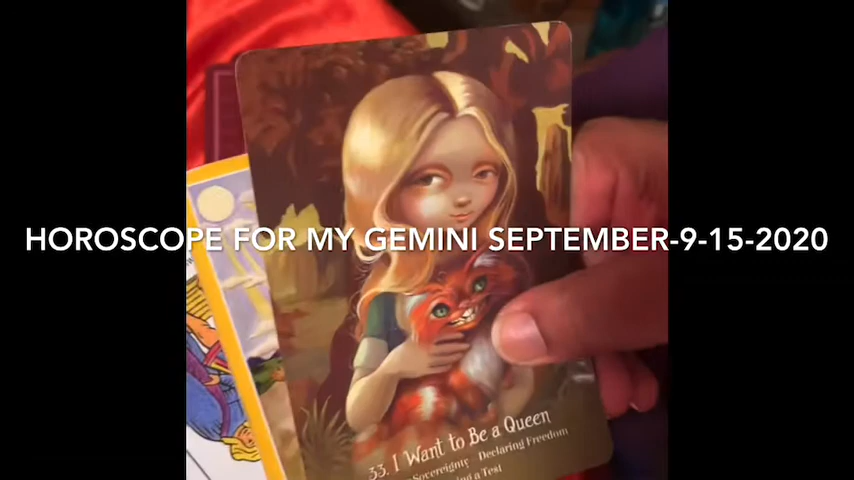 HOROSCOPE FOR MY GEMINI SEPTEMBER-9-15-2020
33. I Want to Be a Queen
Sovereignty Declaring Freedom
a Test